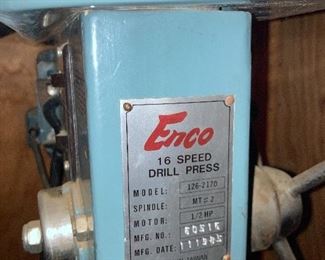 Enco
16 SPEED
DRILL PRESS
MODEL: 126-2170
SPINDLE: MT # 2
MOTOR: 1/2 HP
MFG. NO.:
MFG. DATE:
TAIWAN